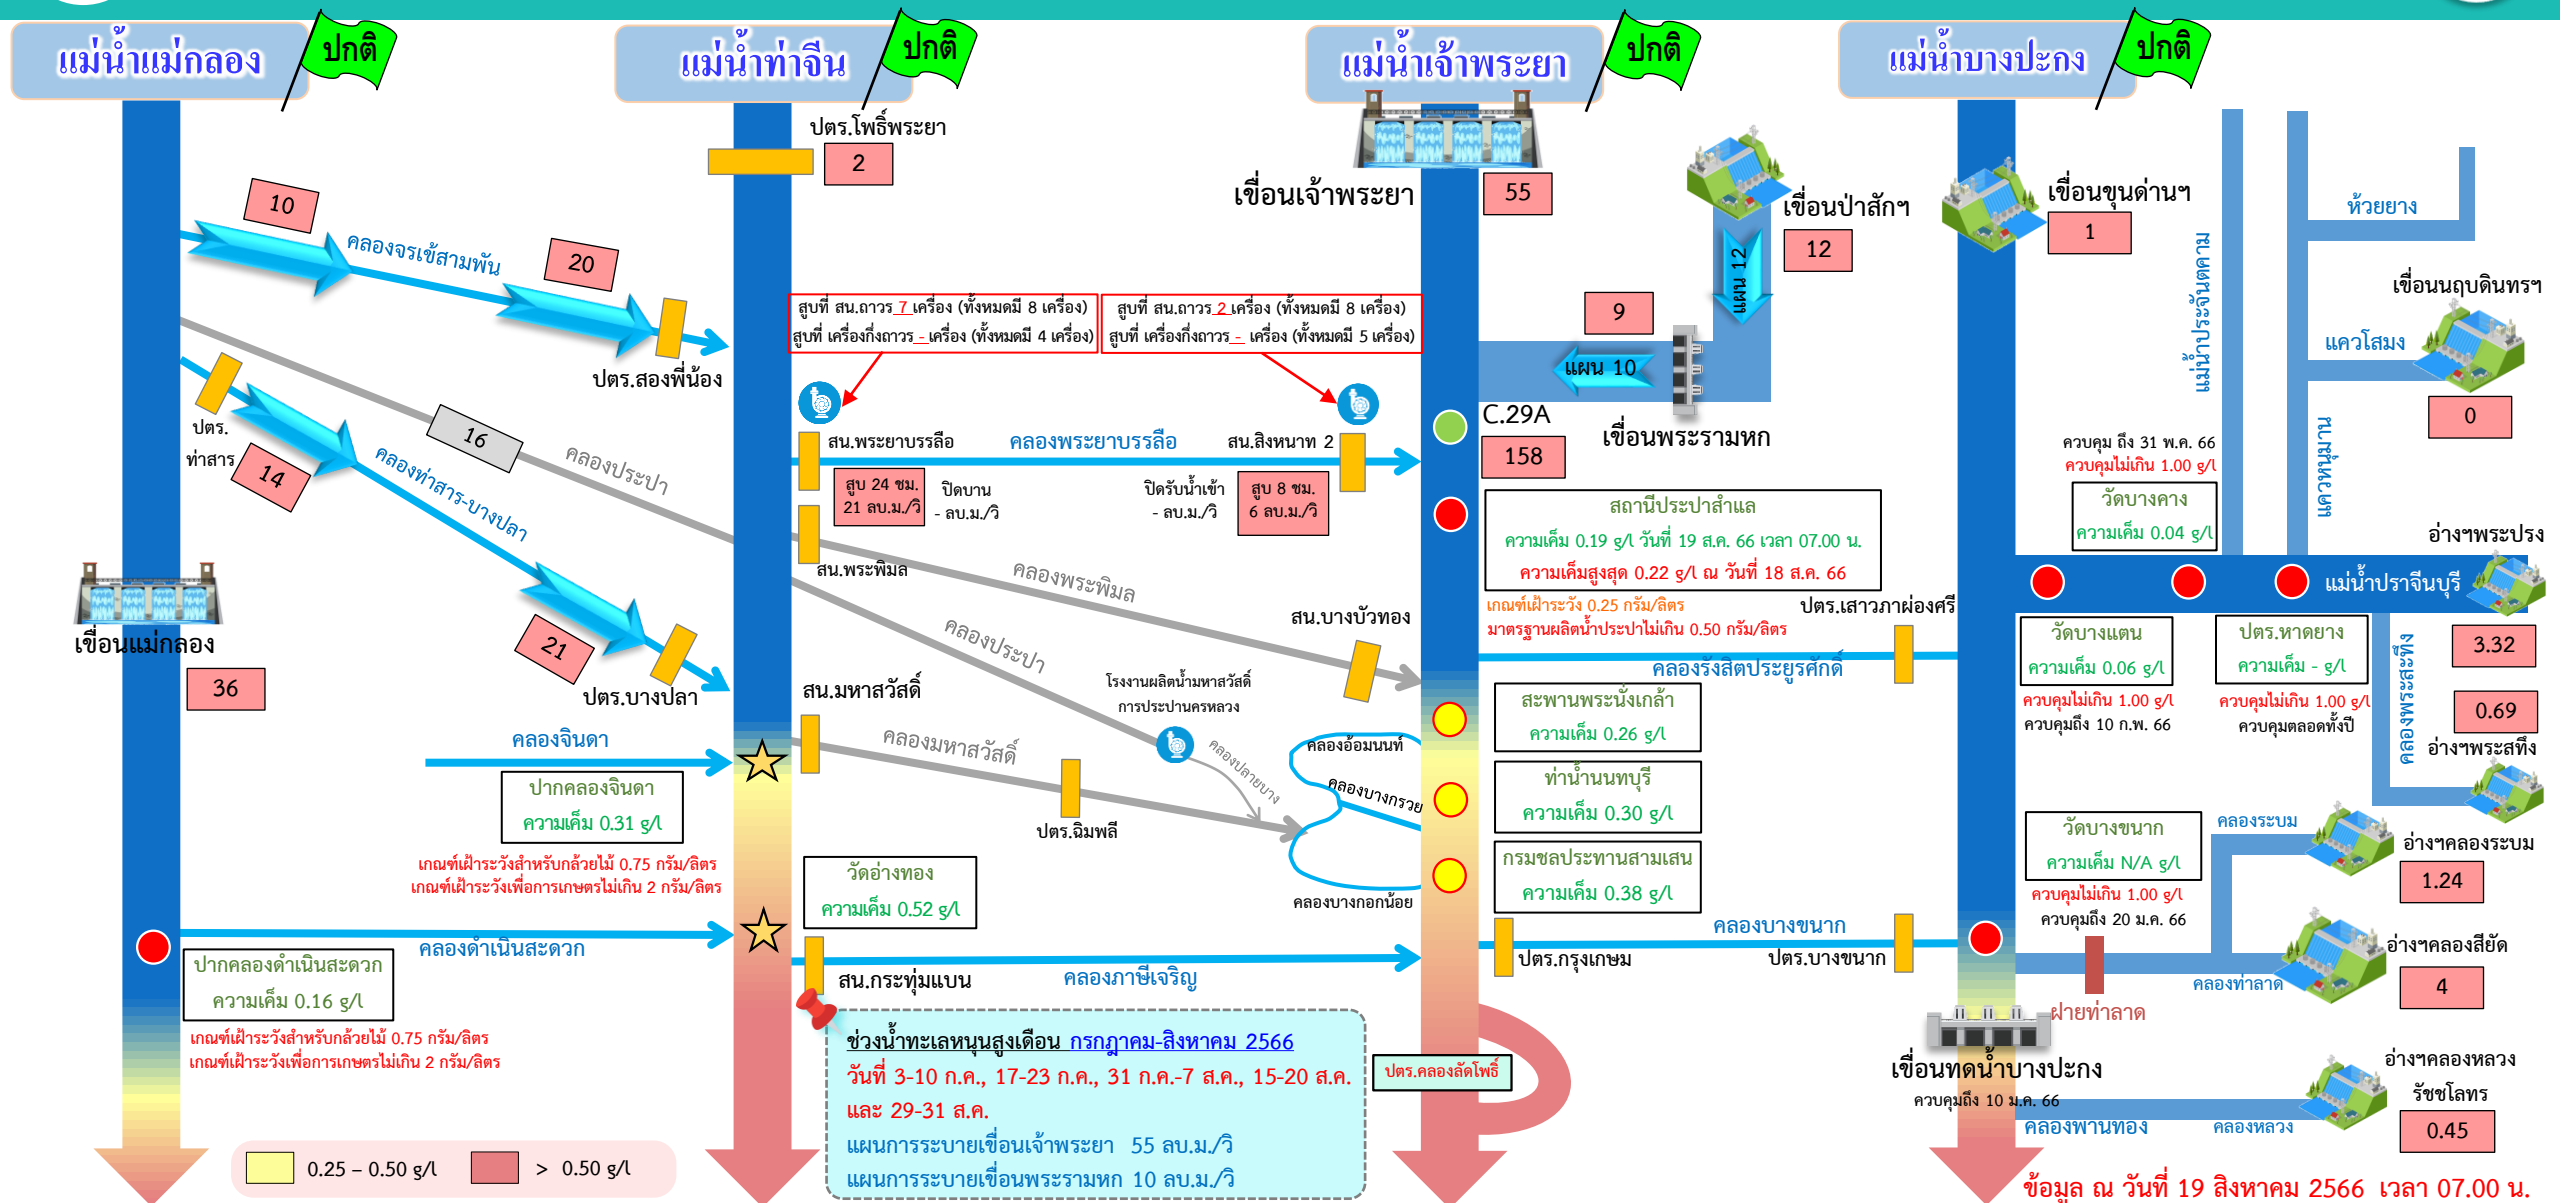 แม่น้ำแม่กลอง
ปกติ
แม่น้ำท่าจีน
ปกติ
แม่น้ำเจ้าพระยา
ปกติ
แม่น้ำบางปะกง
ปกติ
10
คลองจรเข้สามพัน
20
ปตร.สองพี่น้อง
ปตร.
ท่าสาร
14
คลองท่าสาร-บางปลา
16
คลองประปา
21
ปตร.บางปลา
เขื่อนแม่กลอง
36
คลองจินดา
ปากคลองจินดา
ความเค็ม 0.31 g/l
เกณฑ์เฝ้าระวังสำหรับกล้วยไม้ 0.75 กรัม/ลิตร
เกณฑ์เฝ้าระวังเพื่อการเกษตรไม่เกิน 2 กรัม/ลิตร
คลองดำเนินสะดวก
ปากคลองดำเนินสะดวก
ความเค็ม 0.16 g/l
เกณฑ์เฝ้าระวังสำหรับกล้วยไม้ 0.75 กรัม/ลิตร
เกณฑ์เฝ้าระวังเพื่อการเกษตรไม่เกิน 2 กรัม/ลิตร
0.25 – 0.50 g/l
> 0.50 g/l
ปตร.โพธิ์พระยา
2
สูบที่ สน.ถาวร 7 เครื่อง (ทั้งหมดมี 8 เครื่อง)
สูบที่ เครื่องกึ่งถาวร - เครื่อง (ทั้งหมดมี 4 เครื่อง)
สูบที่ สน.ถาวร 2 เครื่อง (ทั้งหมดมี 8 เครื่อง)
สูบที่ เครื่องกึ่งถาวร - เครื่อง (ทั้งหมดมี 5 เครื่อง)
สน.พระยาบรรลือ
คลองพระยาบรรลือ
สน.สิงหนาท 2
สูบ 24 ชม.
21 ลบ.ม./วิ
ปิดบาน
- ลบ.ม./วิ
ปิดรับน้ำเข้า
- ลบ.ม./วิ
สูบ 8 ชม.
6 ลบ.ม./วิ
สน.พระพิมล
คลองพระพิมล
คลองประปา
สน.บางบัวทอง
สน.มหาสวัสดิ์
โรงงานผลิตน้ำมหาสวัสดิ์
การประปานครหลวง
คลองมหาสวัสดิ์
คลองปลายบาง
คลองอ้อมนนท์
คลองบางกรวย
ปตร.ฉิมพลี
คลองบางกอกน้อย
วัดอ่างทอง
ความเค็ม 0.52 g/l
สน.กระทุ่มแบน
คลองภาษีเจริญ
ช่วงน้ำทะเลหนุนสูงเดือน กรกฎาคม-สิงหาคม 2566
วันที่ 3-10 ก.ค., 17-23 ก.ค., 31 ก.ค.-7 ส.ค., 15-20 ส.ค.
และ 29-31 ส.ค.
แผนการระบายเขื่อนเจ้าพระยา 55 ลบ.ม./วิ
แผนการระบายเขื่อนพระรามหก 10 ลบ.ม./วิ
เขื่อนเจ้าพระยา
55
เขื่อนป่าสักฯ
12
แผน 12
9
แผน 10
เขื่อนพระรามหก
C.29A
158
สถานีประปาสำแล
ความเค็ม 0.19 g/l วันที่ 19 ส.ค. 66 เวลา 07.00 น.
ความเค็มสูงสุด 0.22 g/l ณ วันที่ 18 ส.ค. 66
เกณฑ์เฝ้าระวัง 0.25 กรัม/ลิตร
มาตรฐานผลิตน้ำประปาไม่เกิน 0.50 กรัม/ลิตร
ปตร.เสาวภาผ่องศรี
คลองรังสิตประยูรศักดิ์
สะพานพระนั่งเกล้า
ความเค็ม 0.26 g/l
ท่าน้ำนนทบุรี
ความเค็ม 0.30 g/l
กรมชลประทานสามเสน
ความเค็ม 0.38 g/l
คลองบางขนาก
ปตร.กรุงเกษม
ปตร.บางขนาก
ปตร.คลองลัดโพธิ์
เขื่อนขุนด่านฯ
1
แม่น้ำประจันตคาม
ห้วยยาง
เขื่อนนฤบดินทรฯ
แควโสมง
0
แควหนุมาน
ควบคุม ถึง 31 พ.ค. 66
ควบคุมไม่เกิน 1.00 g/l
วัดบางคาง
ความเค็ม 0.04 g/l
อ่างฯพระปรง
แม่น้ำปราจีนบุรี
3.32
วัดบางแตน
ความเค็ม 0.06 g/l
ควบคุมไม่เกิน 1.00 g/l
ควบคุมถึง 10 ก.พ. 66
ปตร.หาดยาง
ความเค็ม - g/l
ควบคุมไม่เกิน 1.00 g/l
ควบคุมตลอดทั้งปี
คลองพระสะทึง
0.69
อ่างฯพระสทึง
วัดบางขนาก
ความเค็ม N/A g/l
ควบคุมไม่เกิน 1.00 g/l
ควบคุมถึง 20 ม.ค. 66
คลองระบม
อ่างฯคลองระบม
1.24
อ่างฯคลองสียัด
4
คลองท่าลาด
ฝายท่าลาด
เขื่อนทดน้ำบางปะกง
ควบคุมถึง 10 ม.ค. 66
อ่างฯคลองหลวง
รัชชโลทร
0.45
คลองพานทอง
คลองหลวง
ข้อมูล ณ วันที่ 19 สิงหาคม 2566 เวลา 07.00 น.